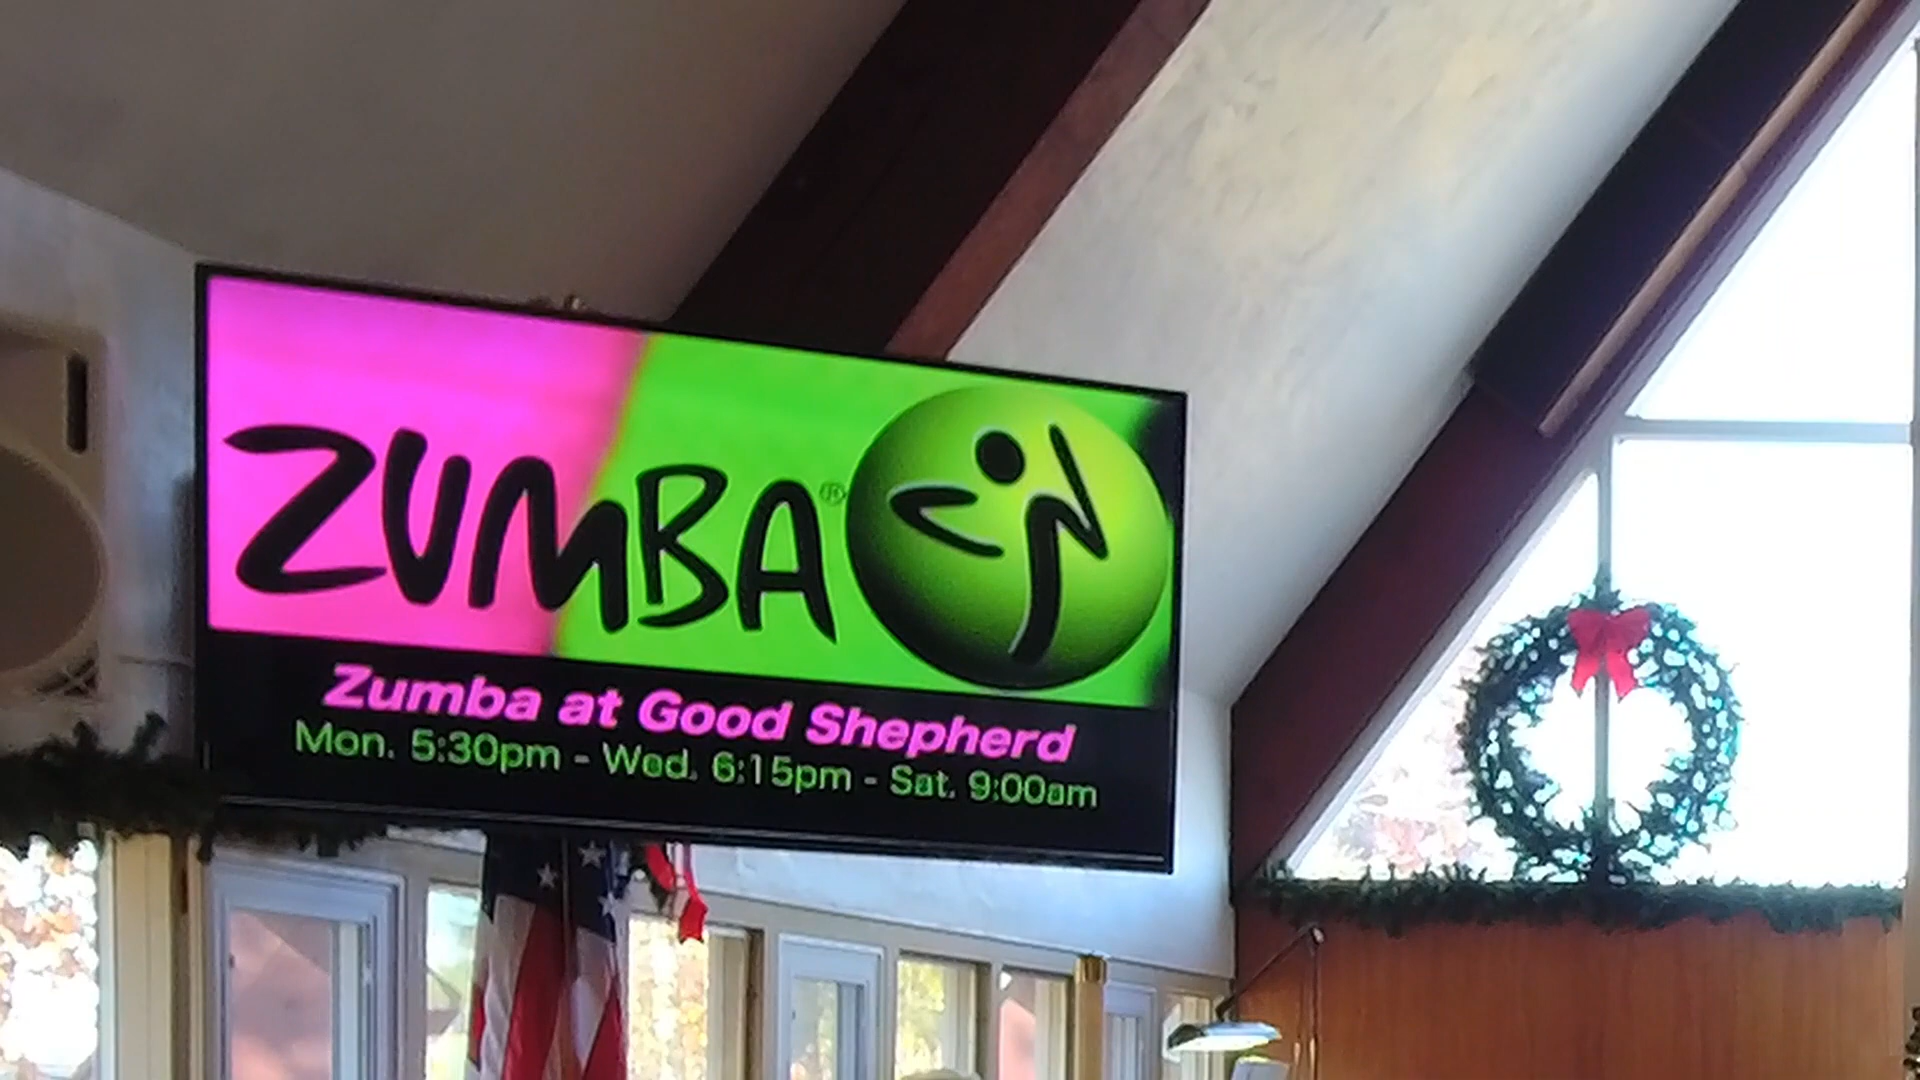 ZUMBA®
Zumba at Good Shepherd
Mon. 5:30pm - Wed. 6:15pm - Sat. 9:00am